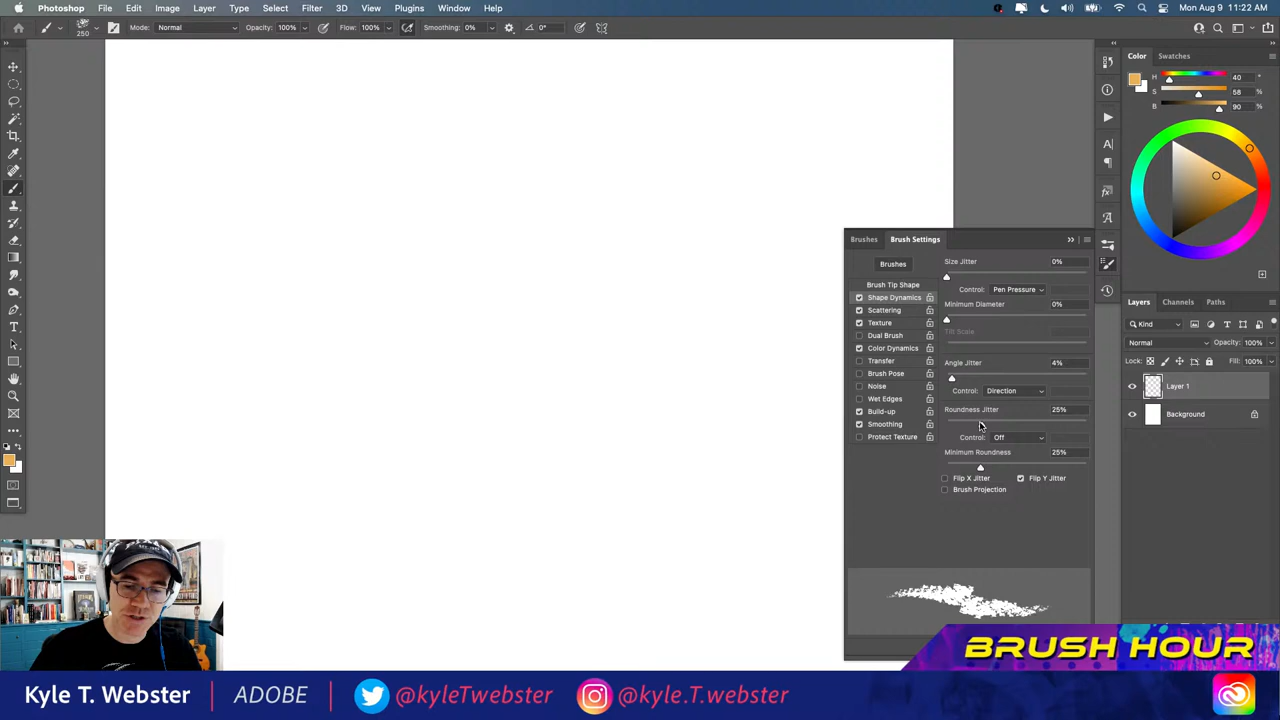 Photoshop File Edit Image Layer Type Select Filter 3D View Plugins Window Help Mon Aug 9 11:22 AM
250 Mode: Normal Opacity: 100% Flow: 100% Smoothing: 0% 0°
Color Swatches
H 40 °
S 58 %
B 90 %
Brushes Brush Settings
Brushes
Brush Tip Shape
Shape Dynamics
Scattering
Texture
Dual Brush
Color Dynamics
Transfer
Brush Pose
Noise
Wet Edges
Build-up
Smoothing
Protect Texture
Size Jitter 0%
Control: Pen Pressure
Minimum Diameter 0%
Tilt Scale
Angle Jitter 4%
Control: Direction
Roundness Jitter 25%
Control: Off
Minimum Roundness 25%
Flip X Jitter Flip Y Jitter
Brush Projection
Layers Channels Paths
Kind
Normal Opacity: 100%
Lock: Fill: 100%
Layer 1
Background
BRUSH HOUR
Kyle T. Webster | ADOBE @kyleTwebster @kyle.T.webster